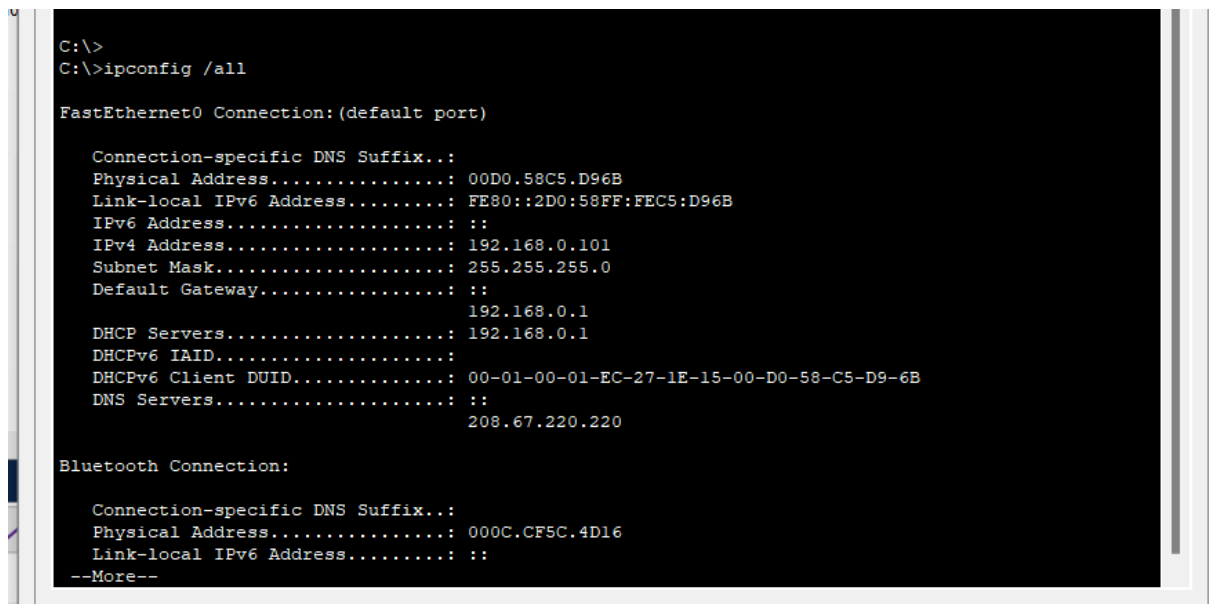 C:\>
C:\>ipconfig /all
FastEthernet0 Connection:(default port)
Connection-specific DNS Suffix..:
Physical Address................: 00D0.58C5.D96B
Link-local IPv6 Address.........: FE80::2D0:58FF:FEC5:D96B
IPv6 Address....................: ::
IPv4 Address....................: 192.168.0.101
Subnet Mask.....................: 255.255.255.0
Default Gateway.................: ::
192.168.0.1
DHCP Servers....................: 192.168.0.1
DHCPv6 IAID.....................:
DHCPv6 Client DUID..............: 00-01-00-01-EC-27-1E-15-00-D0-58-C5-D9-6B
DNS Servers.....................: ::
208.67.220.220
Bluetooth Connection:
Connection-specific DNS Suffix..:
Physical Address................: 000C.CF5C.4D16
Link-local IPv6 Address.........: ::
--More--